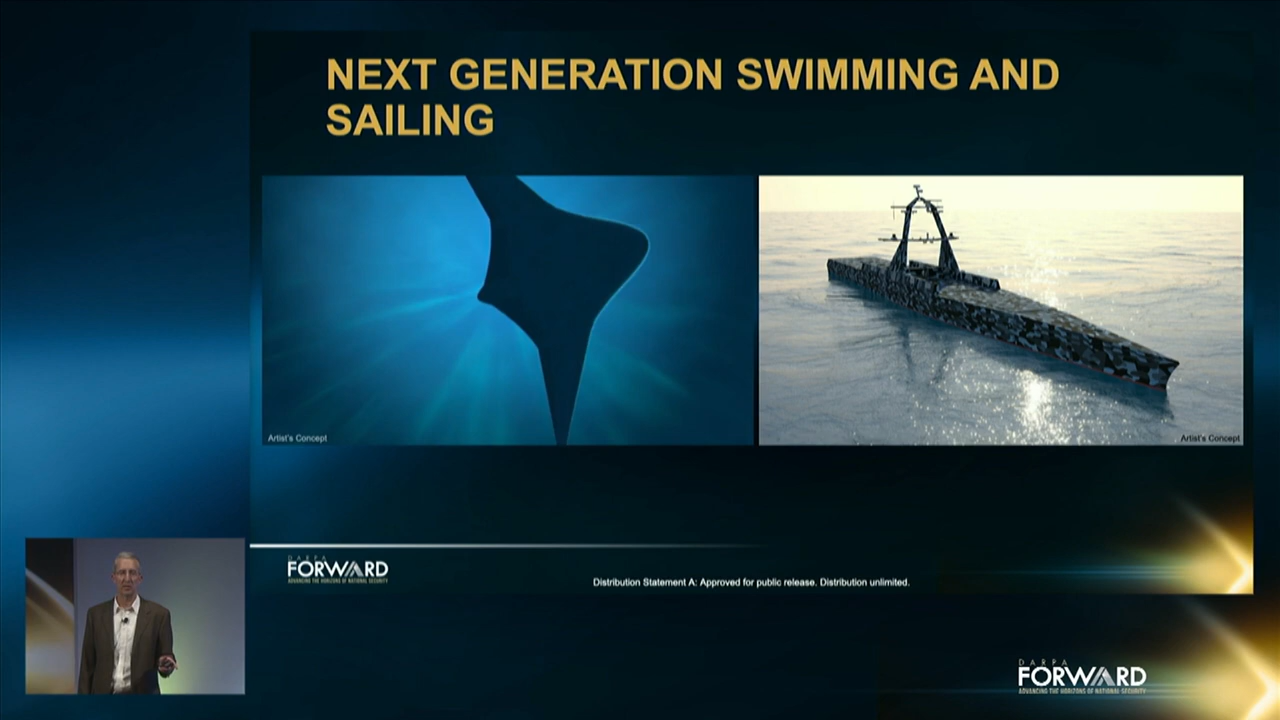 NEXT GENERATION SWIMMING AND
SAILING
Artist's Concept
Artist's Concept
DARPA
FORWARD
ADVANCING THE HORIZONS OF NATIONAL SECURITY
Distribution Statement A: Approved for public release. Distribution unlimited.
DARPA
FORWARD
ADVANCING THE HORIZONS OF NATIONAL SECURITY